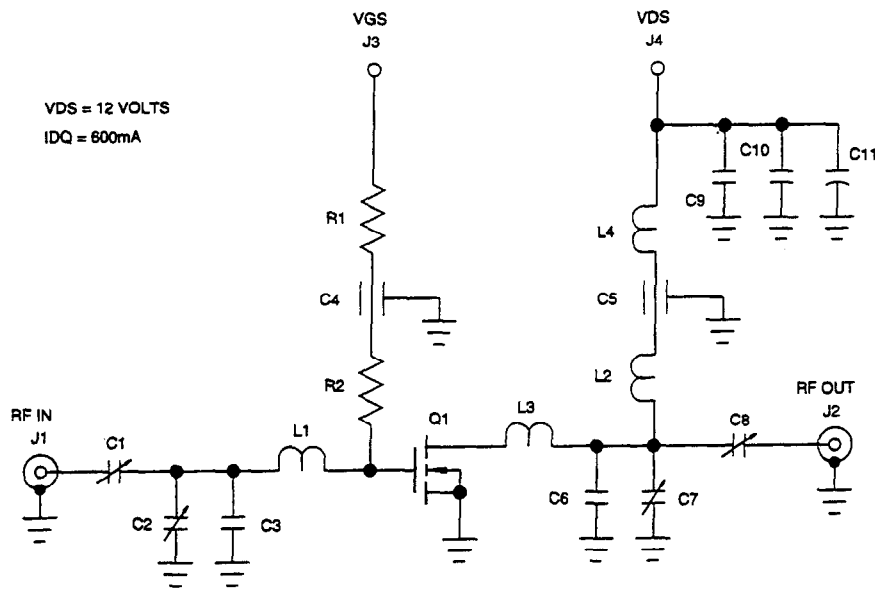 VGS
J3
VDS
J4
VDS = 12 VOLTS
IDQ = 600mA
C10
C11
C9
R1
L4
C4
C5
R2
L2
RF IN
J1
C1
L1
Q1
L3
C8
RF OUT
J2
C2
C3
C6
C7